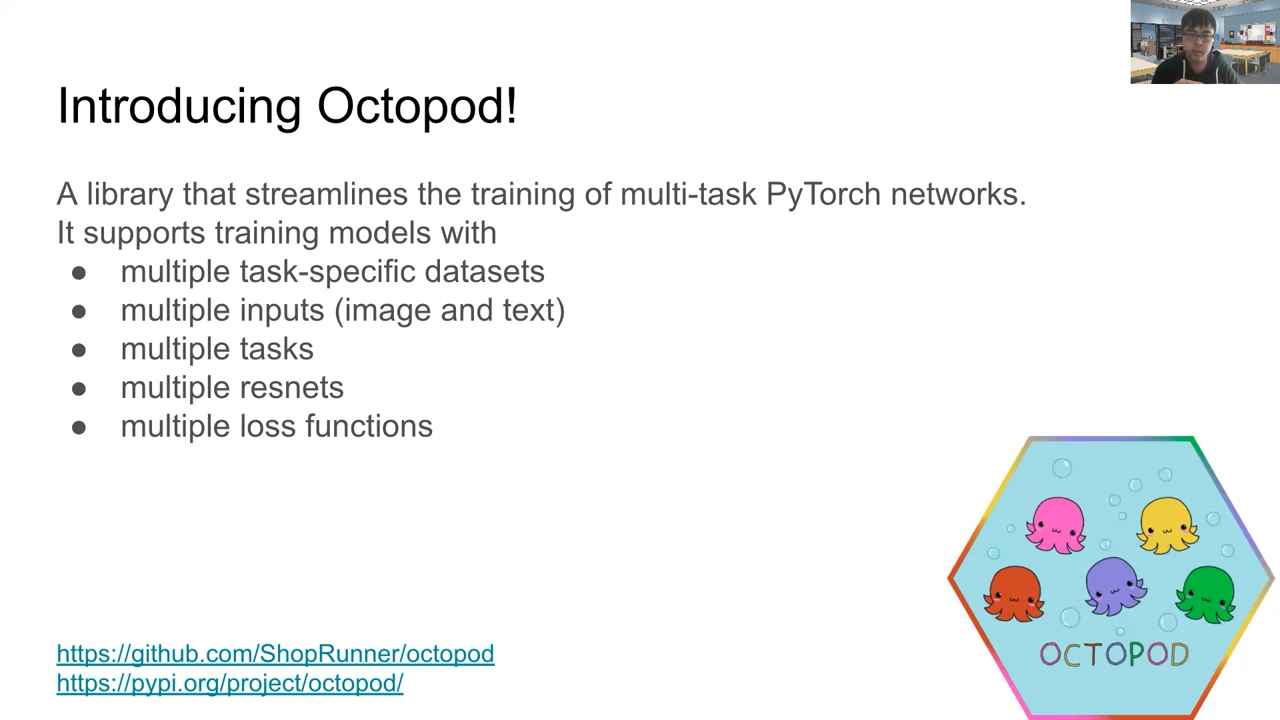 Introducing Octopod!
A library that streamlines the training of multi-task PyTorch networks.
It supports training models with
● multiple task-specific datasets
● multiple inputs (image and text)
● multiple tasks
● multiple resnets
● multiple loss functions
https://github.com/ShopRunner/octopod
https://pypi.org/project/octopod/
OCTOPOD